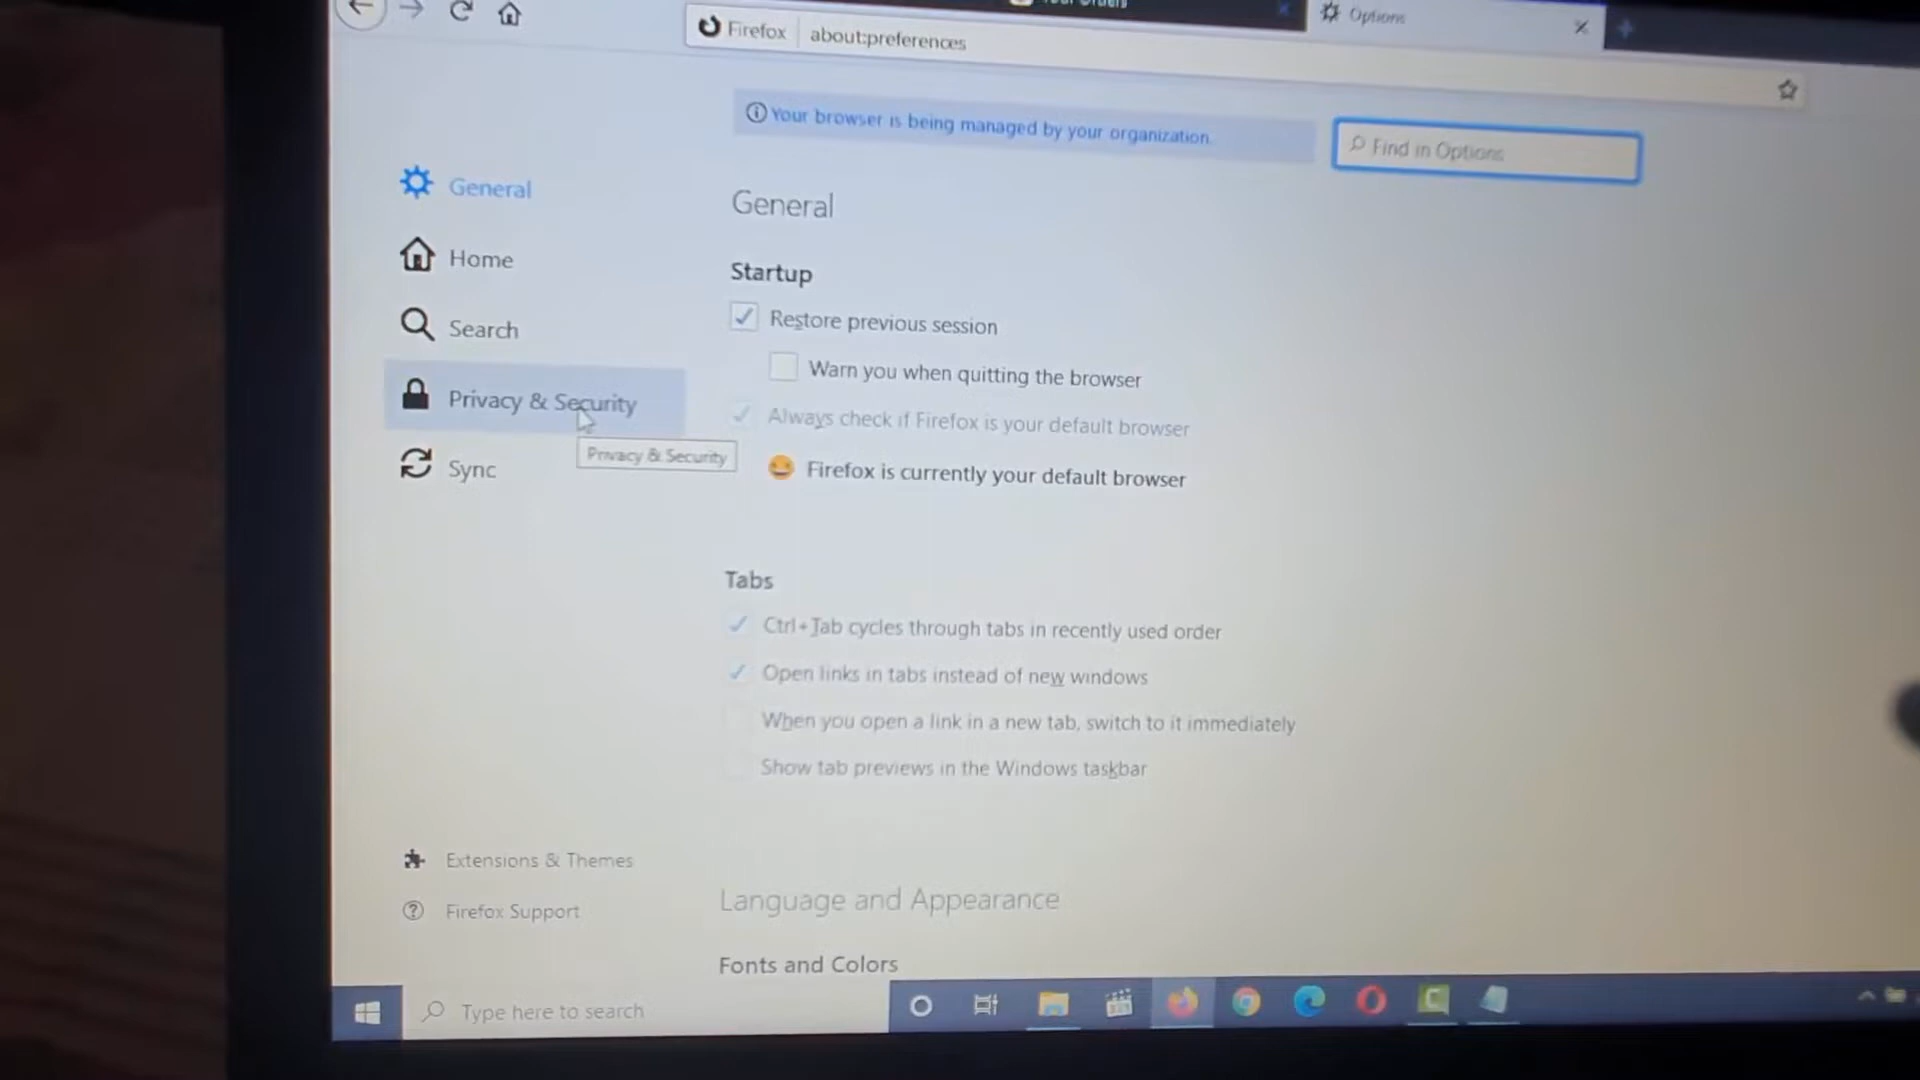 Options
Firefox
about:preferences
Your browser is being managed by your organization.
Find in Options
General
Home
Search
Privacy & Security
Privacy & Security
Sync
General
Startup
Restore previous session
Warn you when quitting the browser
Always check if Firefox is your default browser
Firefox is currently your default browser
Tabs
Ctrl+Tab cycles through tabs in recently used order
Open links in tabs instead of new windows
When you open a link in a new tab, switch to it immediately
Show tab previews in the Windows taskbar
Extensions & Themes
Firefox Support
Language and Appearance
Fonts and Colors
Type here to search